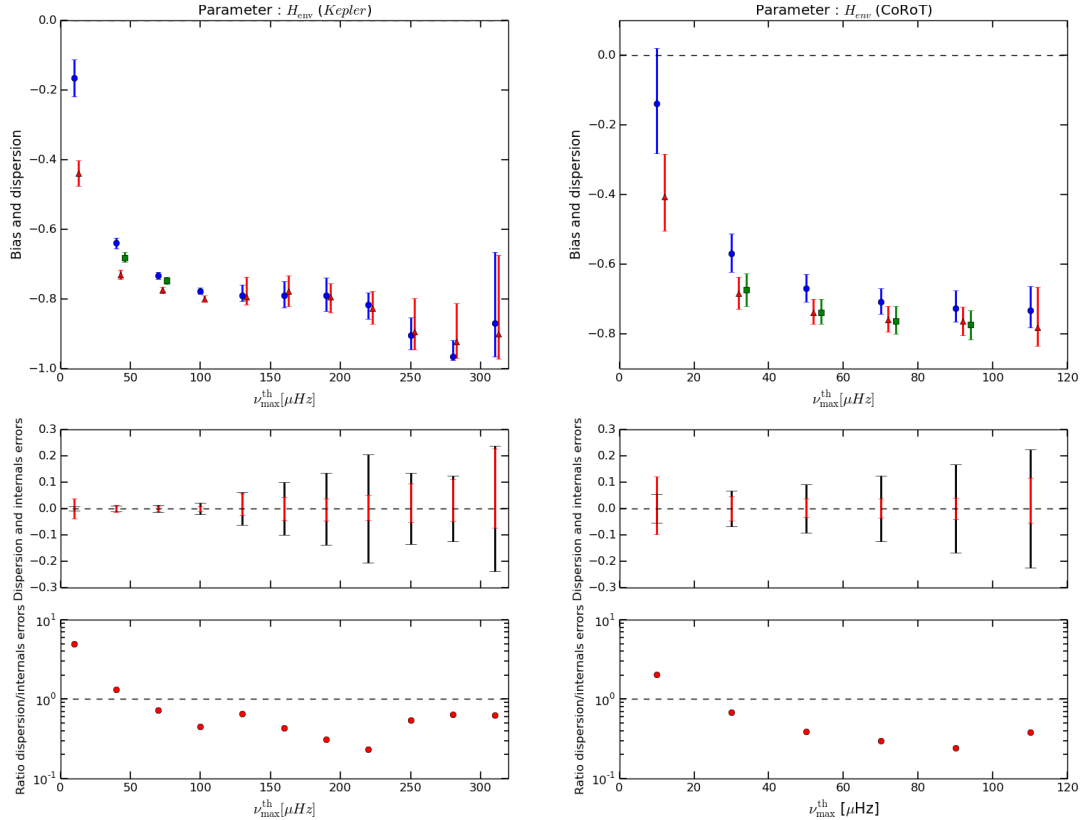 Parameter : H_env (Kepler)
Bias and dispersion
0.0
−0.2
−0.4
−0.6
−0.8
−1.0
0 50 100 150 200 250 300
ν_max^th [μHz]
Parameter : H_env (CoRoT)
Bias and dispersion
0.0
−0.2
−0.4
−0.6
−0.8
0 20 40 60 80 100 120
ν_max^th [μHz]
Dispersion and internals errors
0.3
0.2
0.1
0.0
−0.1
−0.2
−0.3
Dispersion and internals errors
0.3
0.2
0.1
0.0
−0.1
−0.2
−0.3
Ratio dispersion/internals errors
10^1
10^0
10^-1
0 50 100 150 200 250 300
ν_max^th [μHz]
Ratio dispersion/internals errors
10^1
10^0
10^-1
0 20 40 60 80 100 120
ν_max^th [μHz]